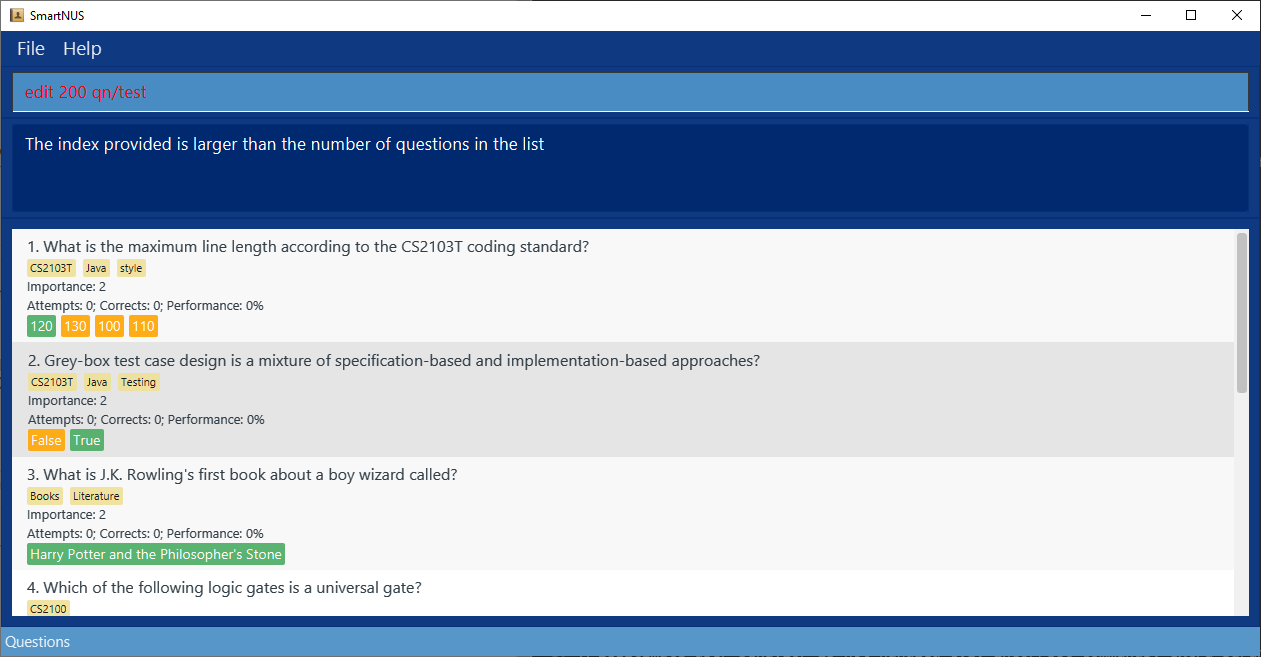 SmartNUS
File Help
edit 200 qn/test
The index provided is larger than the number of questions in the list
1. What is the maximum line length according to the CS2103T coding standard?
CS2103T Java style
Importance: 2
Attempts: 0; Corrects: 0; Performance: 0%
120 130 100 110
2. Grey-box test case design is a mixture of specification-based and implementation-based approaches?
CS2103T Java Testing
Importance: 2
Attempts: 0; Corrects: 0; Performance: 0%
False True
3. What is J.K. Rowling's first book about a boy wizard called?
Books Literature
Importance: 2
Attempts: 0; Corrects: 0; Performance: 0%
Harry Potter and the Philosopher's Stone
4. Which of the following logic gates is a universal gate?
CS2100
Questions